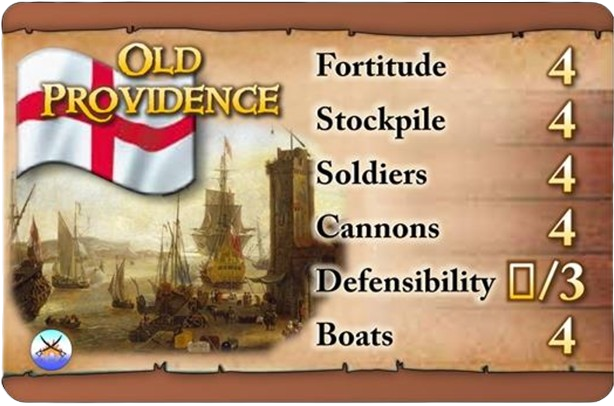 OLD
PROVIDENCE
Fortitude 4
Stockpile 4
Soldiers 4
Cannons 4
Defensibility ▯/3
Boats 4